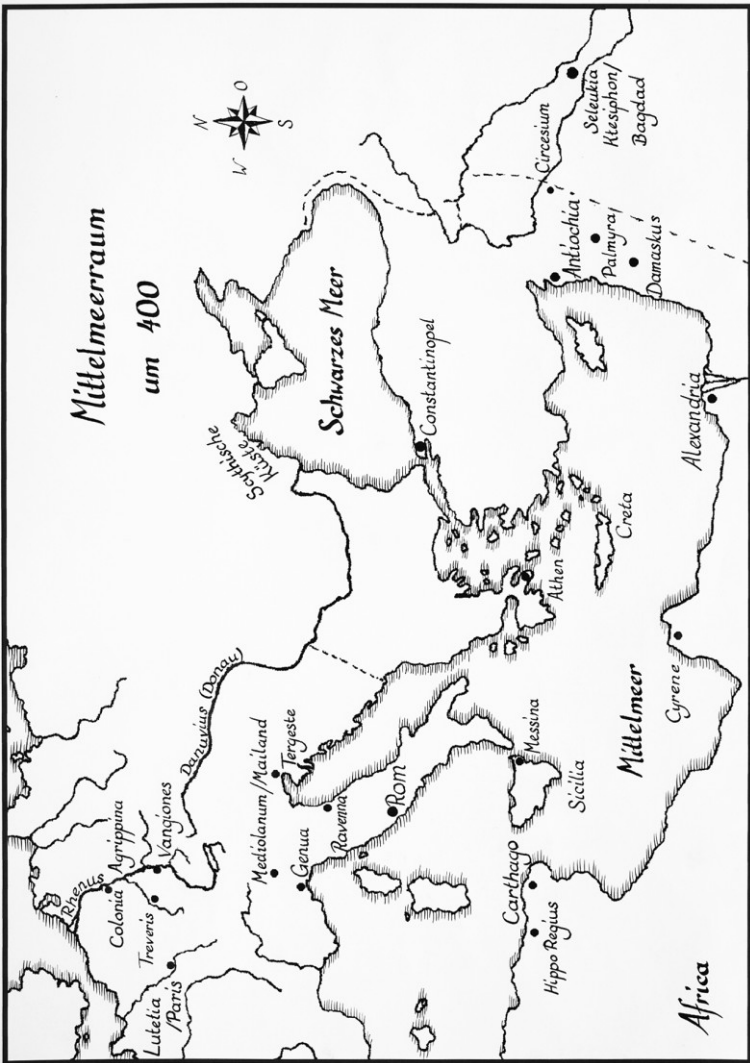 Mittelmeerraum
um 400
N
O
S
W
Scythische
Küste
Schwarzes Meer
Constantinopel
Seleukia
Ktesiphon/
Bagdad
Circesium
Antiochia
Palmyra
Damaskus
Alexandria
Rhenus
Colonia Agrippina
Vangiones
Treveris
Lutetia
/Paris
Danuvius (Donau)
Mediolanum/Mailand
Tergeste
Genua
Ravenna
Rom
Athen
Creta
Messina
Sicilia
Mittelmeer
Cyrene
Carthago
Hippo Regius
Africa